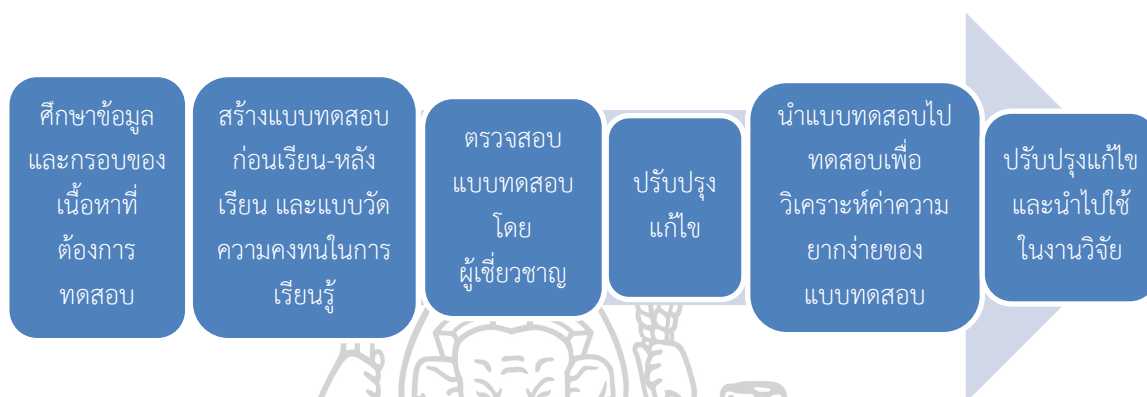 ศึกษาข้อมูล
และกรอบของ
เนื้อหาที่
ต้องการ
ทดสอบ
สร้างแบบทดสอบ
ก่อนเรียน-หลัง
เรียน และแบบวัด
ความคงทนในการ
เรียนรู้
ตรวจสอบ
แบบทดสอบ
โดย
ผู้เชี่ยวชาญ
ปรับปรุง
แก้ไข
นำแบบทดสอบไป
ทดสอบเพื่อ
วิเคราะห์ค่าความ
ยากง่ายของ
แบบทดสอบ
ปรับปรุงแก้ไข
และนำไปใช้
ในงานวิจัย